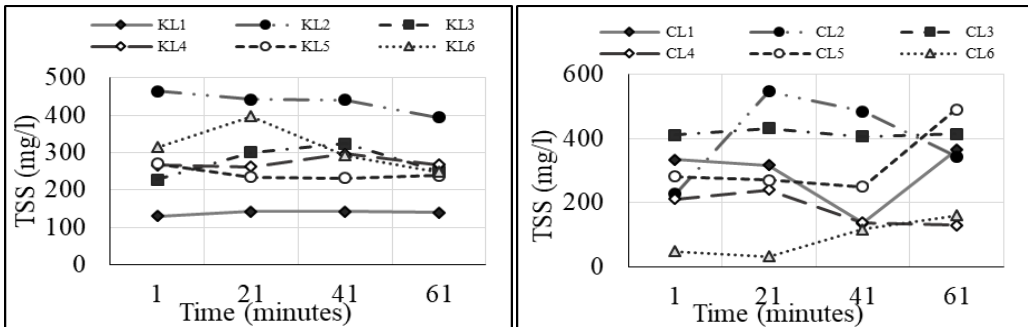 KL1 KL2 KL3
KL4 KL5 KL6
TSS (mg/l)
500
400
300
200
100
0
1 21 41 61
Time (minutes)
CL1 CL2 CL3
CL4 CL5 CL6
TSS (mg/l)
600
400
200
0
1 21 41 61
Time (minutes)